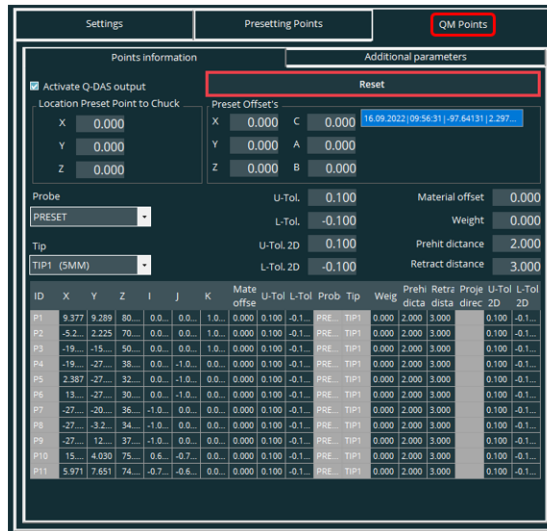 Settings Presetting Points QM Points
Points information Additional parameters
Activate Q-DAS output Reset
Location Preset Point to Chuck Preset Offset's
X 0.000 X 0.000 C 0.000 16.09.2022|09:56:31|-97.64131|2.297...
Y 0.000 Y 0.000 A 0.000
Z 0.000 Z 0.000 B 0.000
Probe U-Tol. 0.100 Material offset 0.000
PRESET L-Tol. -0.100 Weight 0.000
Tip U-Tol. 2D 0.100 Prehit dictance 2.000
TIP1 (5MM) L-Tol. 2D -0.100 Retract distance 3.000
ID X Y Z I J K Mate offse U-Tol L-Tol Prob Tip Weig Prehi dicta Retra dista Proje direc U-Tol 2D L-Tol 2D
P1 9.377 9.289 80.... 0.0... 0.0... 1.0... 0.000 0.100 -0.1... PRE... TIP1 0.000 2.000 3.000 0.100 -0.1...
P2 -5.2... 2.225 70.... 0.0... 0.0... 1.0... 0.000 0.100 -0.1... PRE... TIP1 0.000 2.000 3.000 0.100 -0.1...
P3 -19.... -15.... 50.... 0.0... 0.0... 1.0... 0.000 0.100 -0.1... PRE... TIP1 0.000 2.000 3.000 0.100 -0.1...
P4 -19.... -27.... 38.... 0.0... -1.0... 0.0... 0.000 0.100 -0.1... PRE... TIP1 0.000 2.000 3.000 0.100 -0.1...
P5 2.387 -27.... 32.... 0.0... -1.0... 0.0... 0.000 0.100 -0.1... PRE... TIP1 0.000 2.000 3.000 0.100 -0.1...
P6 13.... -27.... 30.... 0.0... -1.0... 0.0... 0.000 0.100 -0.1... PRE... TIP1 0.000 2.000 3.000 0.100 -0.1...
P7 -27.... -20.... 36.... -1.0... 0.0... 0.0... 0.000 0.100 -0.1... PRE... TIP1 0.000 2.000 3.000 0.100 -0.1...
P8 -27.... -3.2... 34.... -1.0... 0.0... 0.0... 0.000 0.100 -0.1... PRE... TIP1 0.000 2.000 3.000 0.100 -0.1...
P9 -27.... 12.... 37.... -1.0... 0.0... 0.0... 0.000 0.100 -0.1... PRE... TIP1 0.000 2.000 3.000 0.100 -0.1...
P10 15.... 4.030 75.... 0.6... -0.7... 0.0... 0.000 0.100 -0.1... PRE... TIP1 0.000 2.000 3.000 0.100 -0.1...
P11 5.971 7.651 74.... -0.7... -0.6... 0.0... 0.000 0.100 -0.1... PRE... TIP1 0.000 2.000 3.000 0.100 -0.1...